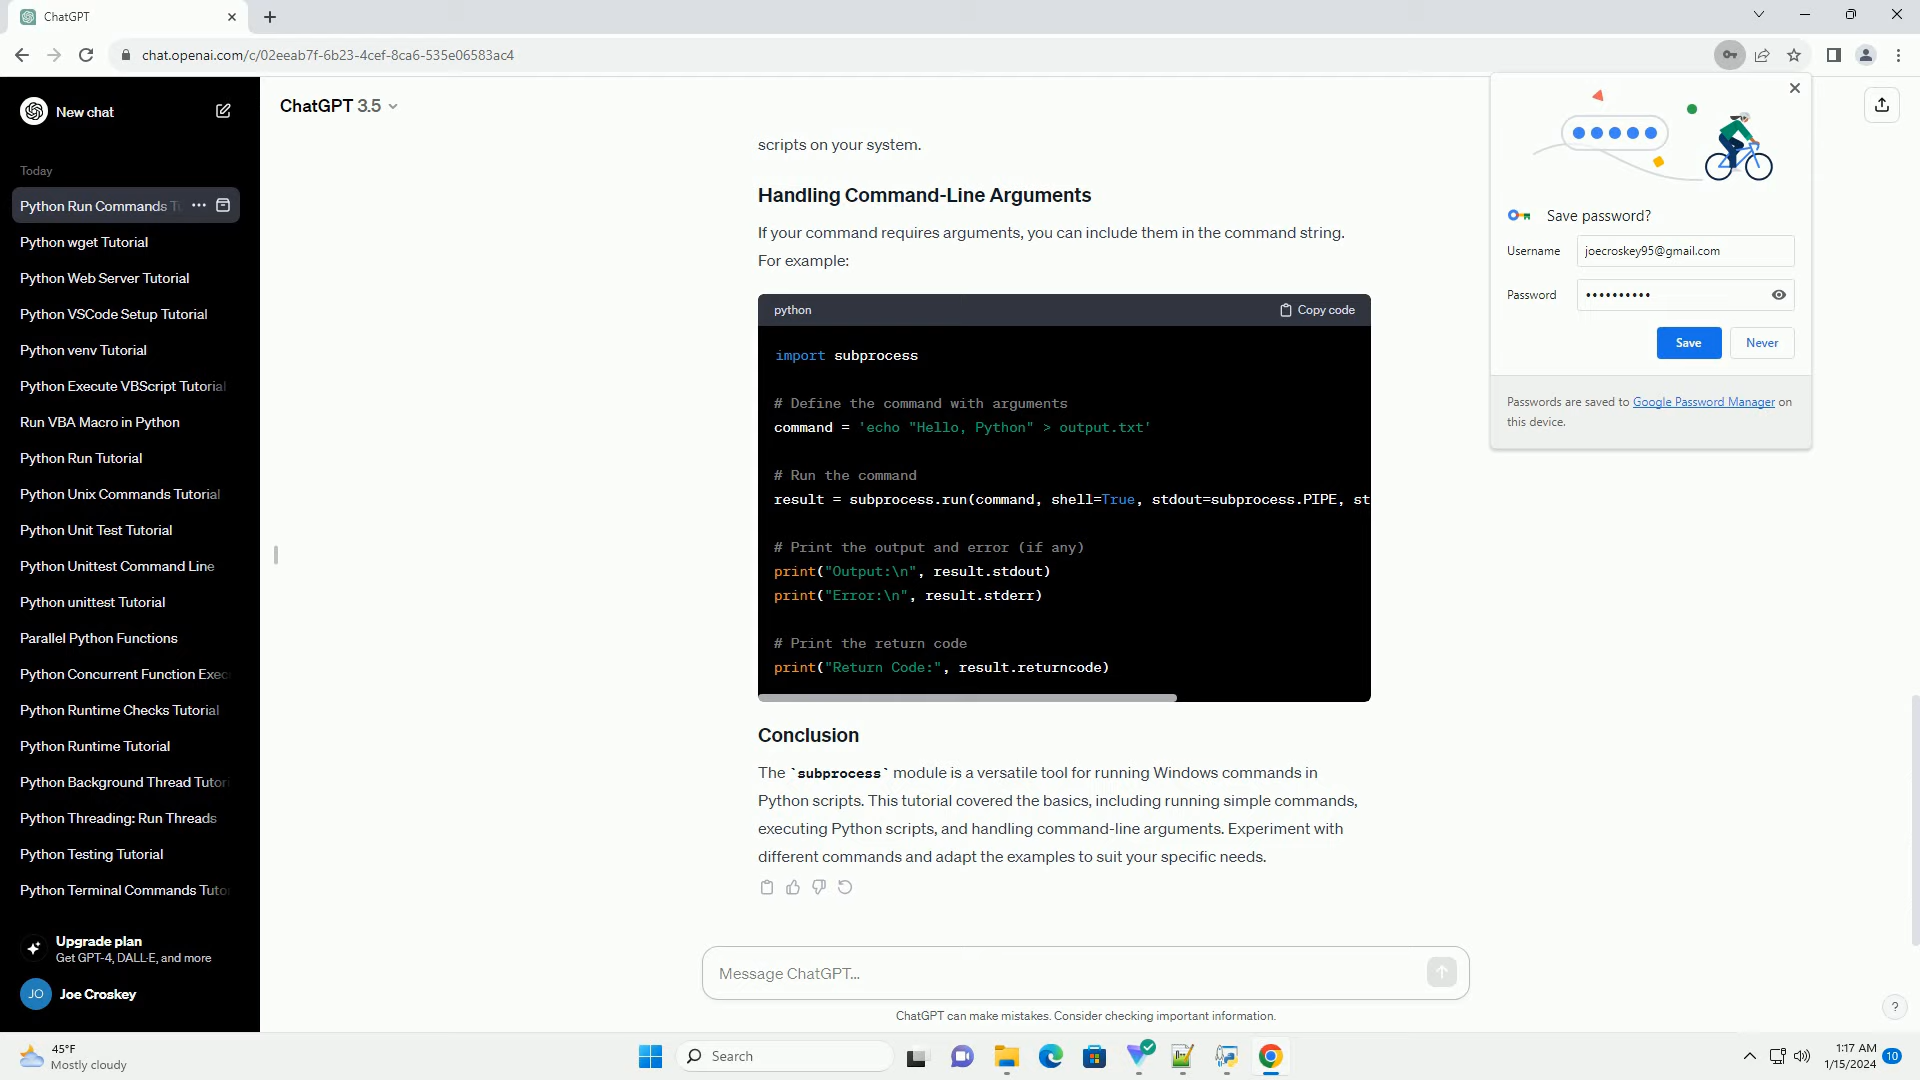 ChatGPT
chat.openai.com/c/02eeab7f-6b23-4cef-8ca6-535e06583ac4
New chat
Today
Python Run Commands Tu
Python wget Tutorial
Python Web Server Tutorial
Python VSCode Setup Tutorial
Python venv Tutorial
Python Execute VBScript Tutorial
Run VBA Macro in Python
Python Run Tutorial
Python Unix Commands Tutorial
Python Unit Test Tutorial
Python Unittest Command Line
Python unittest Tutorial
Parallel Python Functions
Python Concurrent Function Exec
Python Runtime Checks Tutorial
Python Runtime Tutorial
Python Background Thread Tutori
Python Threading: Run Threads
Python Testing Tutorial
Python Terminal Commands Tuto
Upgrade plan
Get GPT-4, DALL·E, and more
JO
Joe Croskey
ChatGPT 3.5
scripts on your system.
Handling Command-Line Arguments
If your command requires arguments, you can include them in the command string.
For example:
python
Copy code
import subprocess
# Define the command with arguments
command = 'echo "Hello, Python" > output.txt'
# Run the command
result = subprocess.run(command, shell=True, stdout=subprocess.PIPE, st
# Print the output and error (if any)
print("Output:\n", result.stdout)
print("Error:\n", result.stderr)
# Print the return code
print("Return Code:", result.returncode)
Conclusion
The `subprocess` module is a versatile tool for running Windows commands in
Python scripts. This tutorial covered the basics, including running simple commands,
executing Python scripts, and handling command-line arguments. Experiment with
different commands and adapt the examples to suit your specific needs.
Message ChatGPT...
ChatGPT can make mistakes. Consider checking important information.
?
Save password?
Username
joecroskey95@gmail.com
Password
••••••••••
Save
Never
Passwords are saved to Google Password Manager on
this device.
45°F
Mostly cloudy
Search
1:17 AM
1/15/2024
10